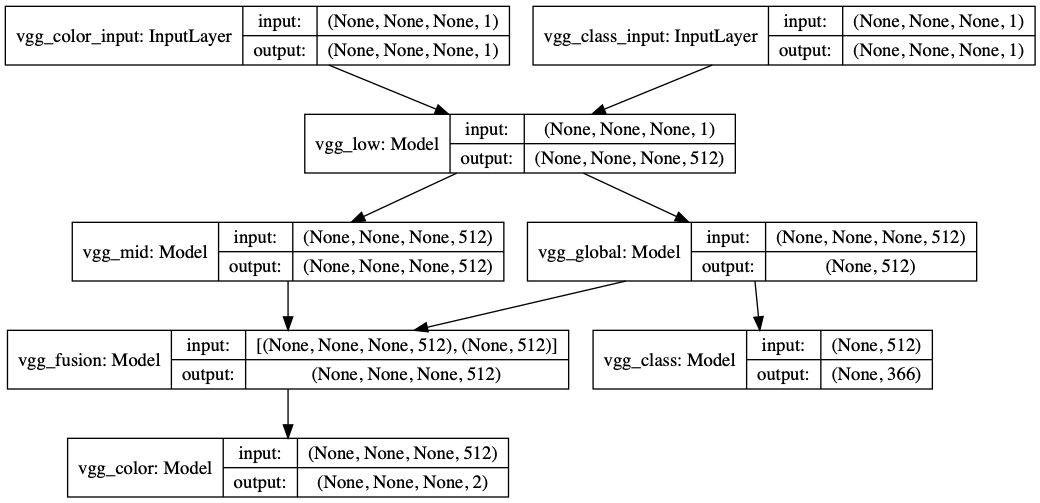 vgg_color_input: InputLayer
input: (None, None, None, 1)
output: (None, None, None, 1)
vgg_class_input: InputLayer
input: (None, None, None, 1)
output: (None, None, None, 1)
vgg_low: Model
input: (None, None, None, 1)
output: (None, None, None, 512)
vgg_mid: Model
input: (None, None, None, 512)
output: (None, None, None, 512)
vgg_global: Model
input: (None, None, None, 512)
output: (None, 512)
vgg_fusion: Model
input: [(None, None, None, 512), (None, 512)]
output: (None, None, None, 512)
vgg_class: Model
input: (None, 512)
output: (None, 366)
vgg_color: Model
input: (None, None, None, 512)
output: (None, None, None, 2)